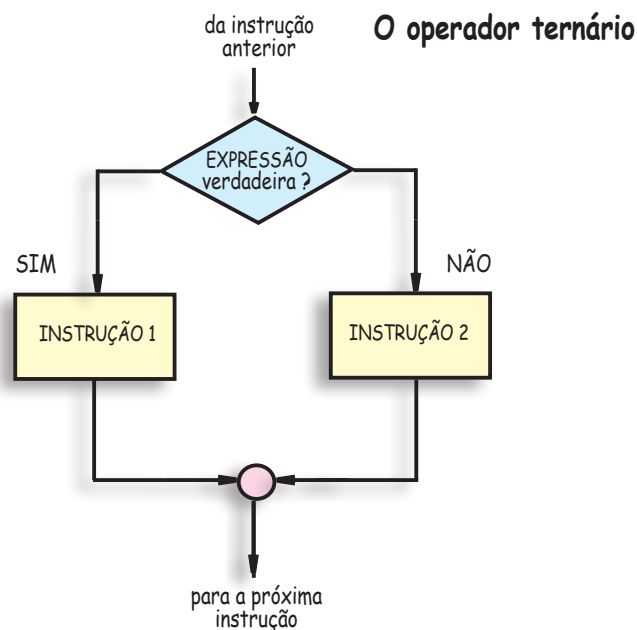 O operador ternário
da instrução
anterior
EXPRESSÃO
verdadeira ?
SIM
NÃO
INSTRUÇÃO 1
INSTRUÇÃO 2
para a próxima
instrução